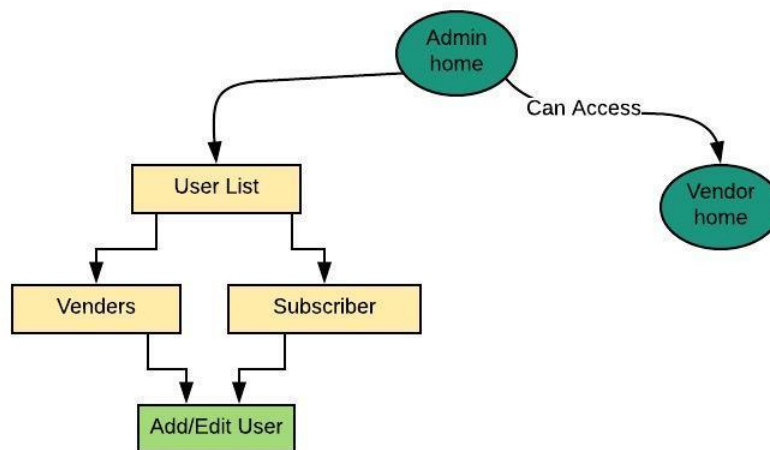 Admin
home
Can Access
User List
Vendor
home
Venders
Subscriber
Add/Edit User